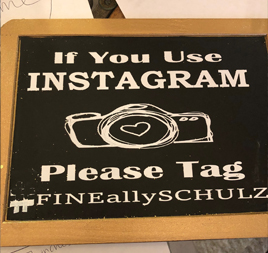 If You Use
INSTAGRAM
Please Tag
#FINEallySCHULZ